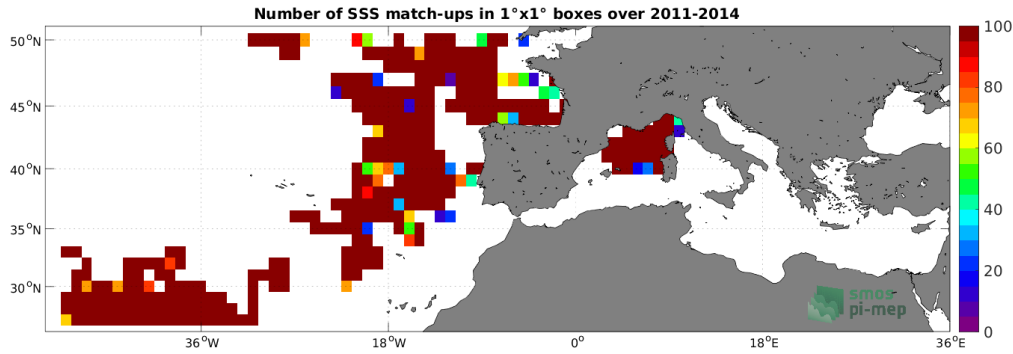 Number of SSS match-ups in 1°x1° boxes over 2011-2014
50°N
45°N
40°N
35°N
30°N
36°W
18°W
0°
18°E
36°E
100
80
60
40
20
0
smos
pi-mep